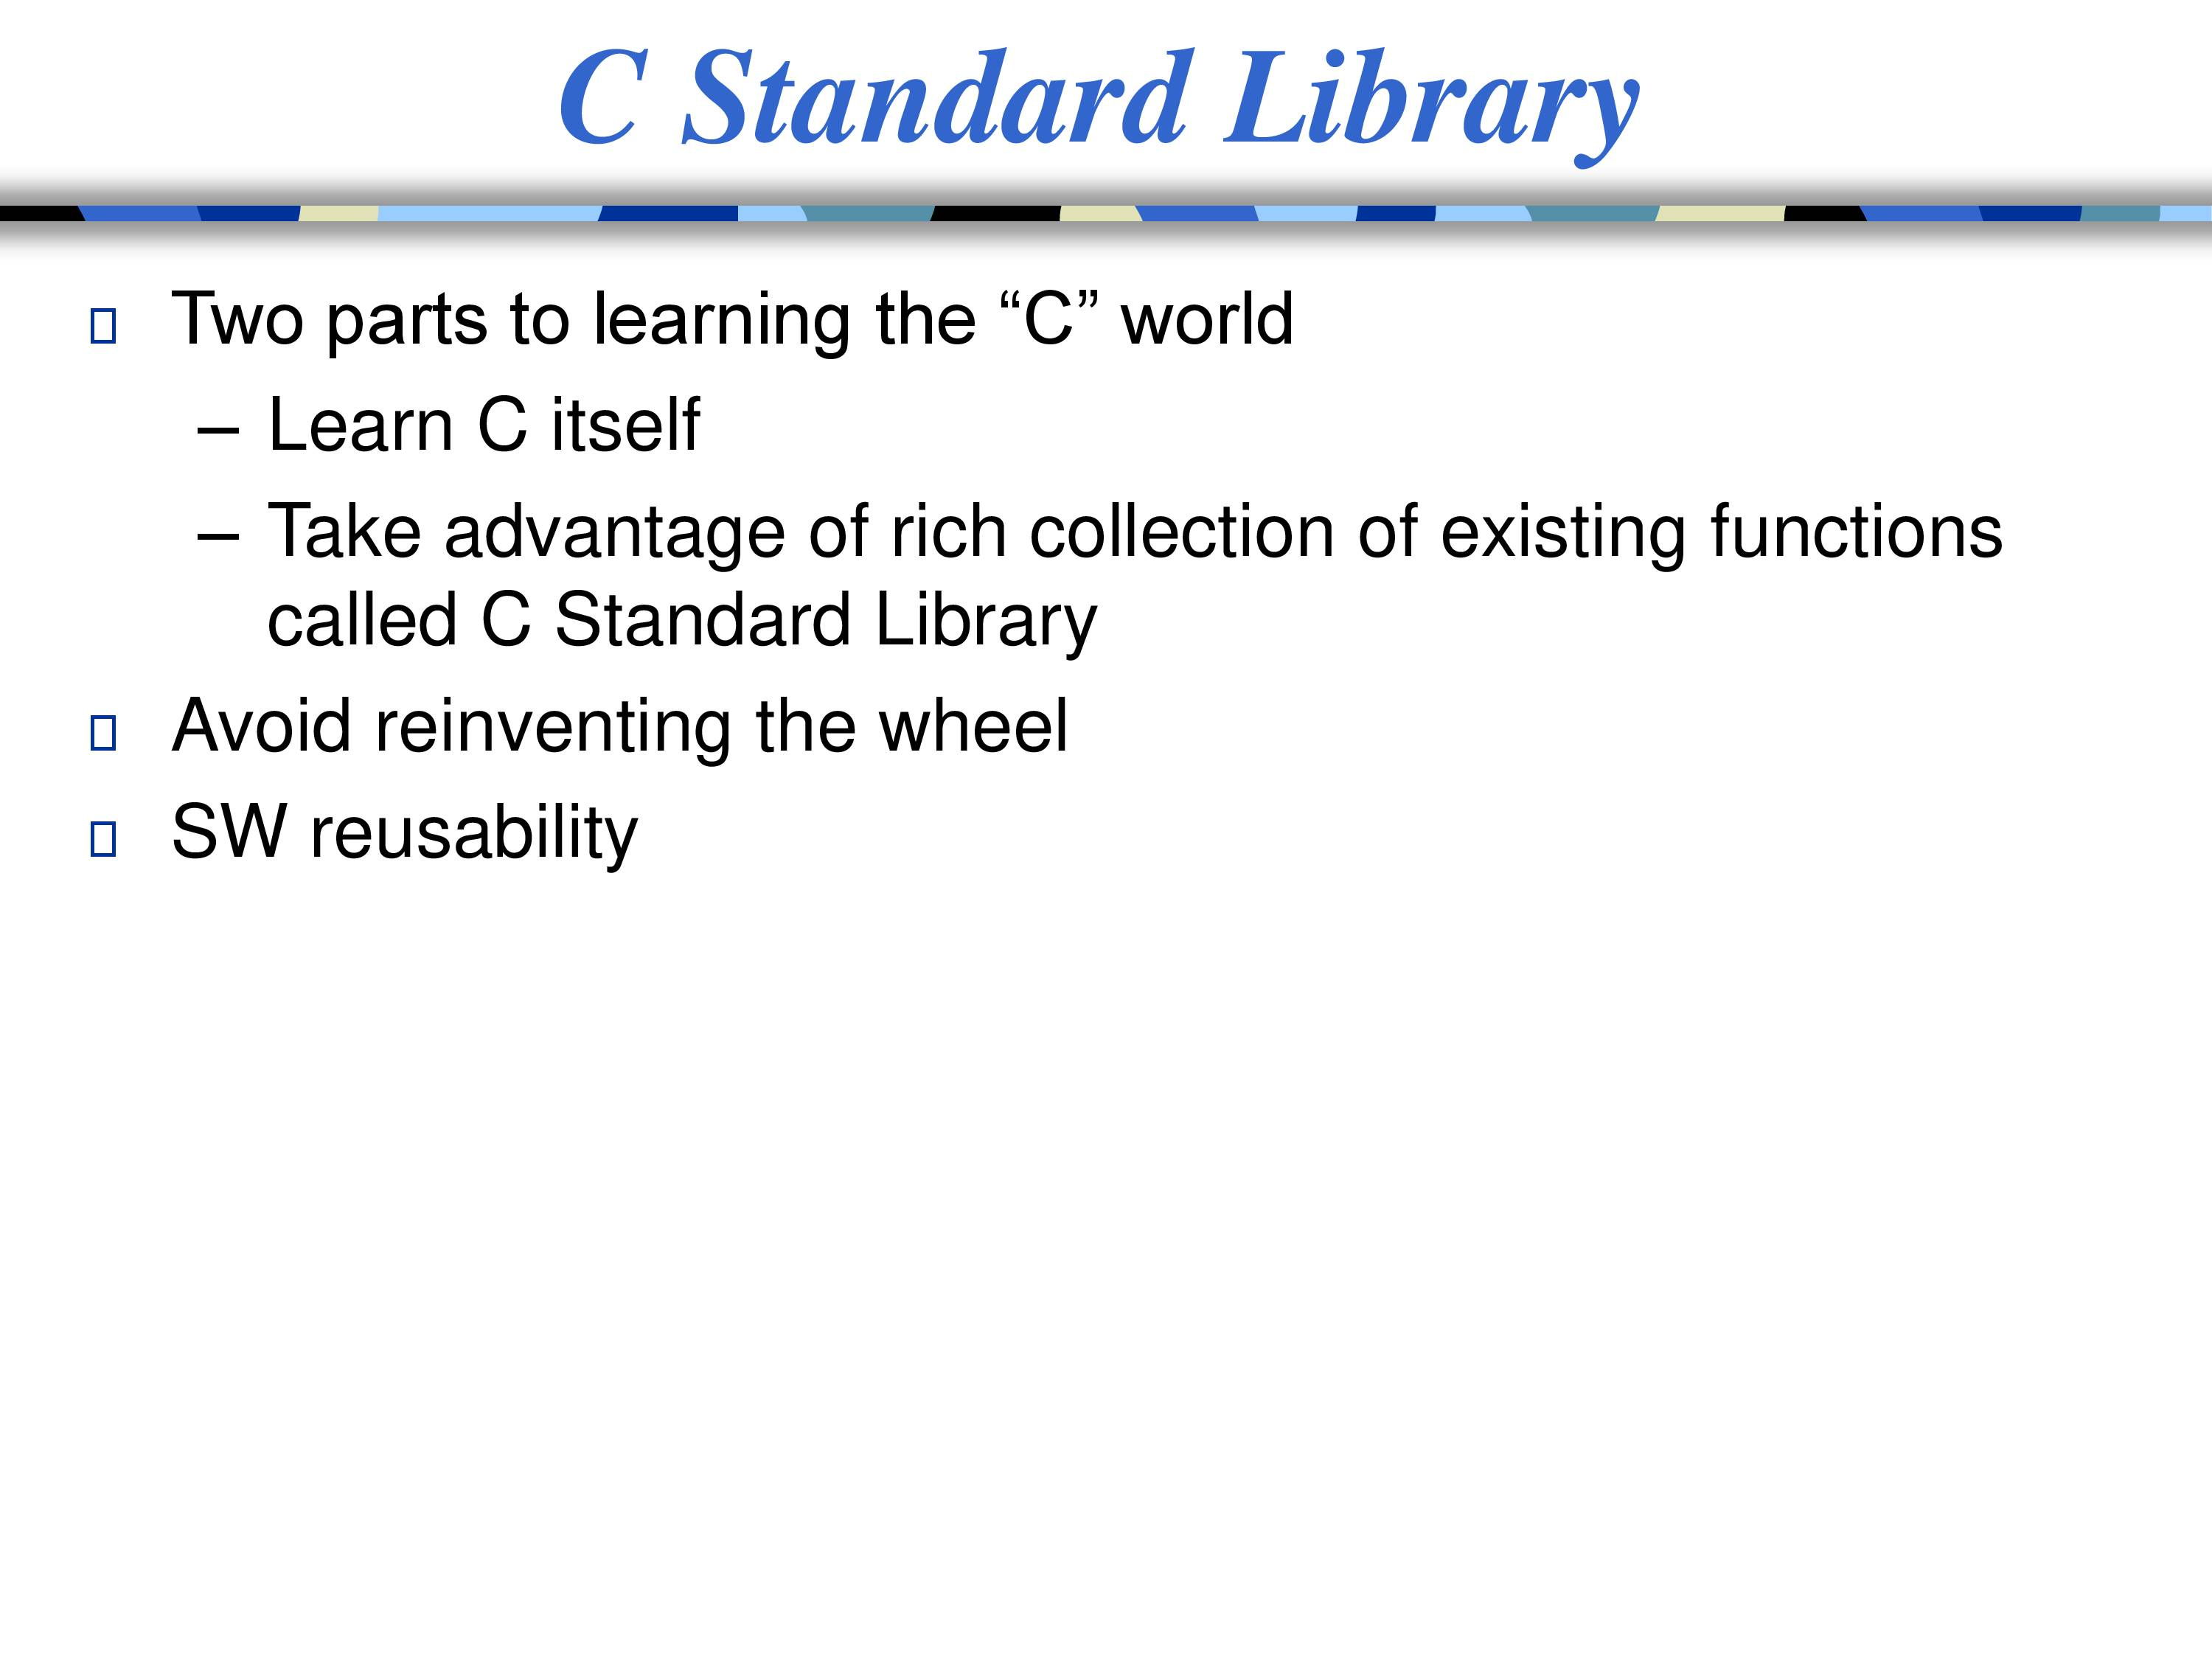 C Standard Library
Two parts to learning the “C” world
– Learn C itself
– Take advantage of rich collection of existing functions
called C Standard Library
Avoid reinventing the wheel
SW reusability